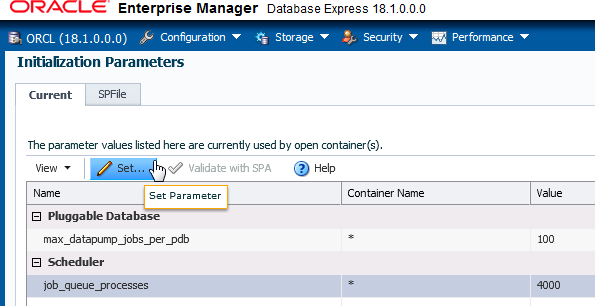 ORACLE Enterprise Manager Database Express 18.1.0.0.0
ORCL (18.1.0.0.0) Configuration Storage Security Performance
Initialization Parameters
Current SPFile
The parameter values listed here are currently used by open container(s).
View Set... Validate with SPA Help
Set Parameter
Name Container Name Value
Pluggable Database
max_datapump_jobs_per_pdb * 100
Scheduler
job_queue_processes * 4000